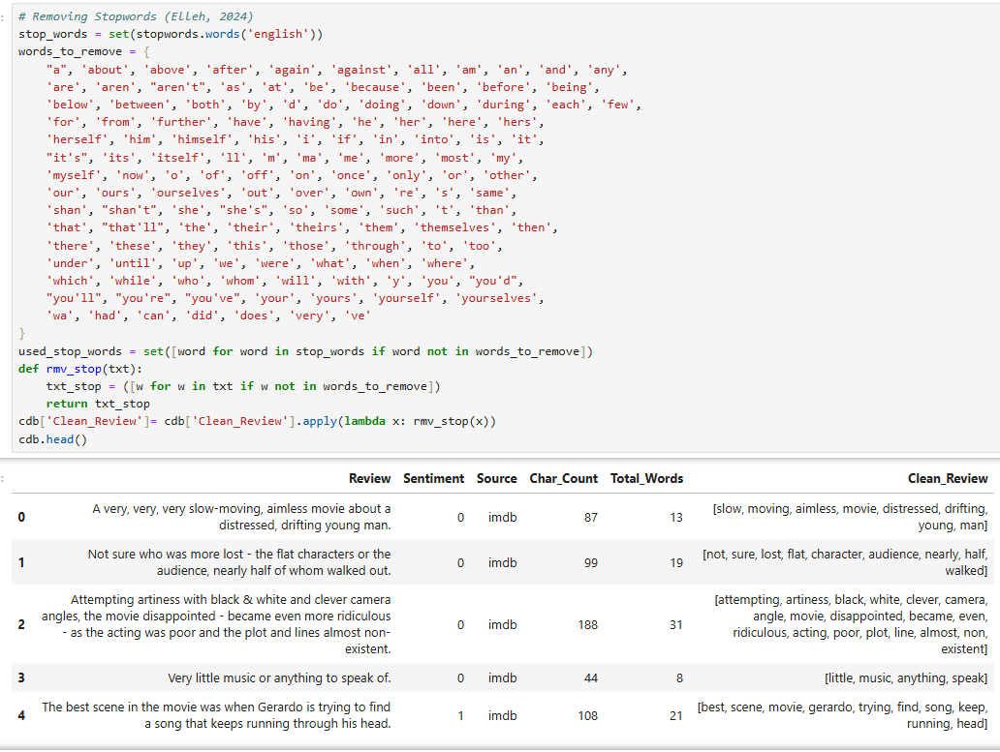 # Removing Stopwords (Elleh, 2024)
stop_words = set(stopwords.words('english'))
words_to_remove = {
    "a", 'about', 'above', 'after', 'again', 'against', 'all', 'am', 'an', 'and', 'any',
    'are', 'aren', "aren't", 'as', 'at', 'be', 'because', 'been', 'before', 'being',
    'below', 'between', 'both', 'by', 'd', 'do', 'doing', 'down', 'during', 'each', 'few',
    'for', 'from', 'further', 'have', 'having', 'he', 'her', 'here', 'hers',
    'herself', 'him', 'himself', 'his', 'i', 'if', 'in', 'into', 'is', 'it',
    "it's", 'its', 'itself', 'll', 'm', 'ma', 'me', 'more', 'most', 'my',
    'myself', 'now', 'o', 'of', 'off', 'on', 'once', 'only', 'or', 'other',
    'our', 'ours', 'ourselves', 'out', 'over', 'own', 're', 's', 'same',
    'shan', "shan't", 'she', "she's", 'so', 'some', 'such', 't', 'than',
    'that', "that'll", 'the', 'their', 'theirs', 'them', 'themselves', 'then',
    'there', 'these', 'they', 'this', 'those', 'through', 'to', 'too',
    'under', 'until', 'up', 'we', 'were', 'what', 'when', 'where',
    'which', 'while', 'who', 'whom', 'will', 'with', 'y', 'you', "you'd",
    "you'll", "you're", "you've", 'your', 'yours', 'yourself', 'yourselves',
    'wa', 'had', 'can', 'did', 'does', 'very', 've'
}
used_stop_words = set([word for word in stop_words if word not in words_to_remove])
def rmv_stop(txt):
    txt_stop = ([w for w in txt if w not in words_to_remove])
    return txt_stop
cdb['Clean_Review']= cdb['Clean_Review'].apply(lambda x: rmv_stop(x))
cdb.head()
Review Sentiment Source Char_Count Total_Words Clean_Review
0 A very, very, very slow-moving, aimless movie about a distressed, drifting young man. 0 imdb 87 13 [slow, moving, aimless, movie, distressed, drifting, young, man]
1 Not sure who was more lost - the flat characters or the audience, nearly half of whom walked out. 0 imdb 99 19 [not, sure, lost, flat, character, audience, nearly, half, walked]
2 Attempting artiness with black & white and clever camera angles, the movie disappointed - became even more ridiculous - as the acting was poor and the plot and lines almost non-existent. 0 imdb 188 31 [attempting, artiness, black, white, clever, camera, angle, movie, disappointed, became, even, ridiculous, acting, poor, plot, line, almost, non, existent]
3 Very little music or anything to speak of. 0 imdb 44 8 [little, music, anything, speak]
4 The best scene in the movie was when Gerardo is trying to find a song that keeps running through his head. 1 imdb 108 21 [best, scene, movie, gerardo, trying, find, song, keep, running, head]